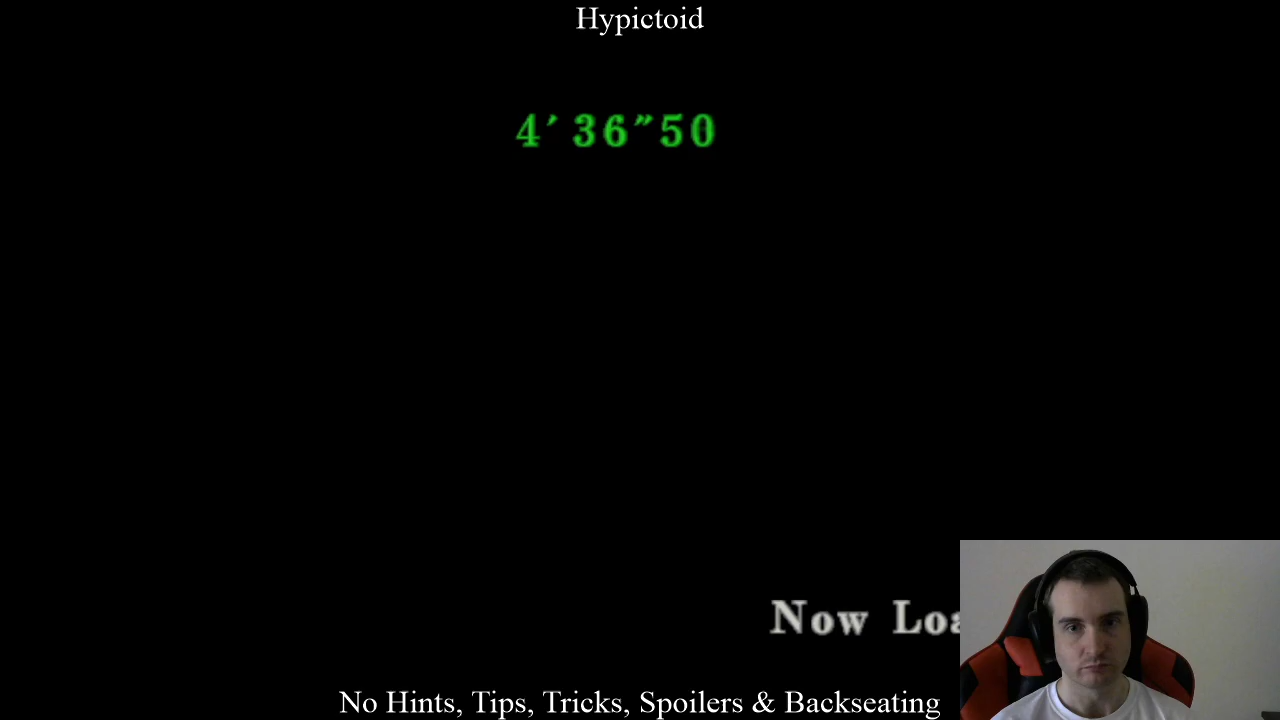 Hypictoid
4′36″50
Now Loa
No Hints, Tips, Tricks, Spoilers & Backseating